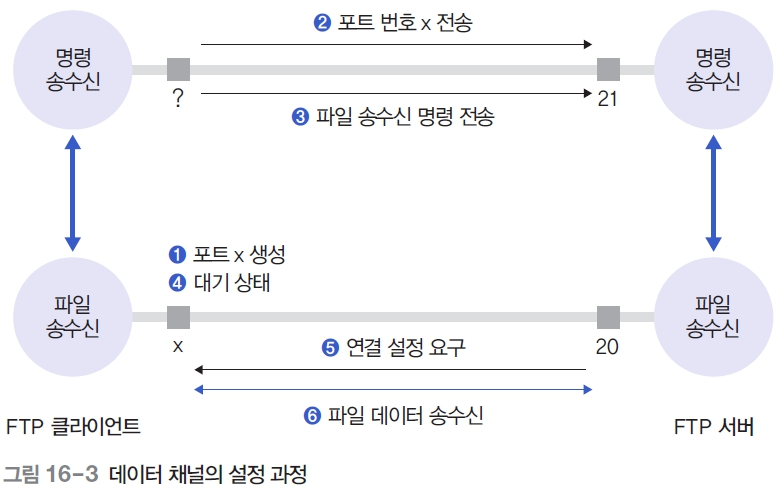 ❷ 포트 번호 x 전송
명령
송수신
명령
송수신
?
21
❸ 파일 송수신 명령 전송
❶ 포트 x 생성
❹ 대기 상태
파일
송수신
파일
송수신
x
❺ 연결 설정 요구
20
❻ 파일 데이터 송수신
FTP 클라이언트
FTP 서버
그림 16-3 데이터 채널의 설정 과정